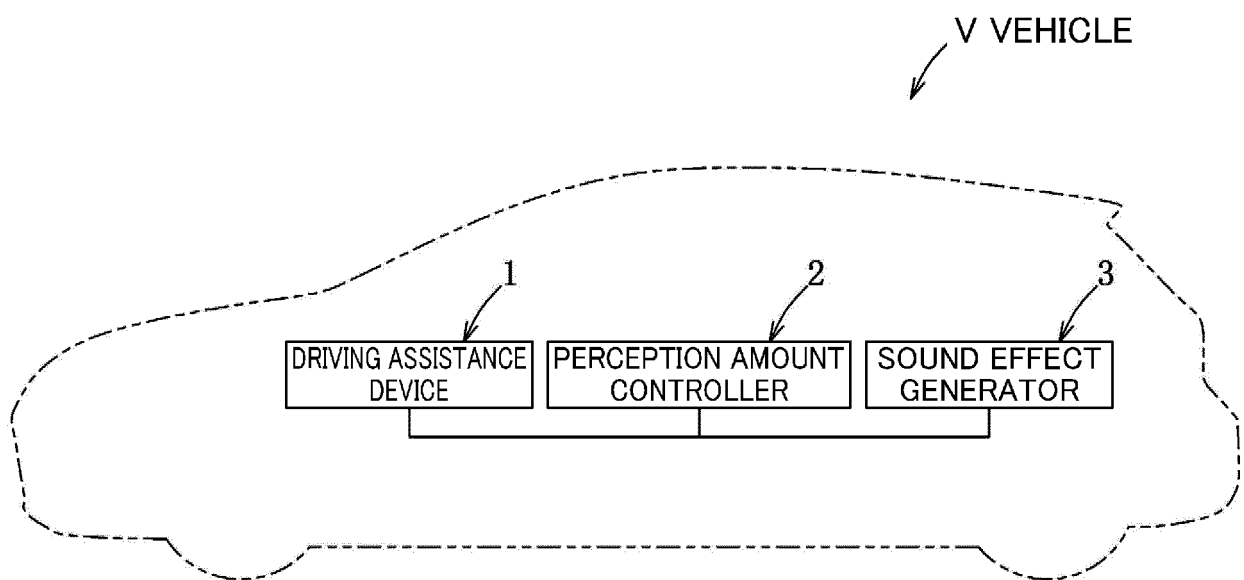 V VEHICLE
1
2
3
DRIVING ASSISTANCE
DEVICE
PERCEPTION AMOUNT
CONTROLLER
SOUND EFFECT
GENERATOR